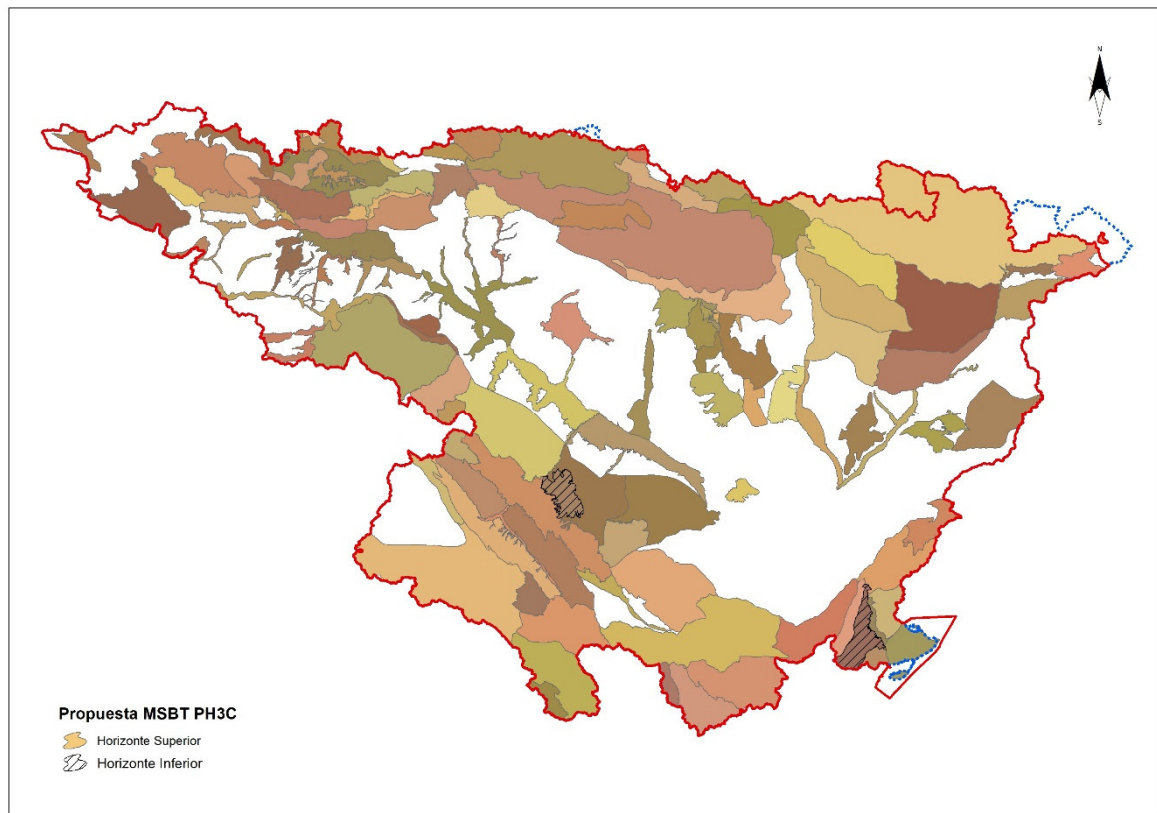 N
S
Propuesta MSBT PH3C
Horizonte Superior
Horizonte Inferior